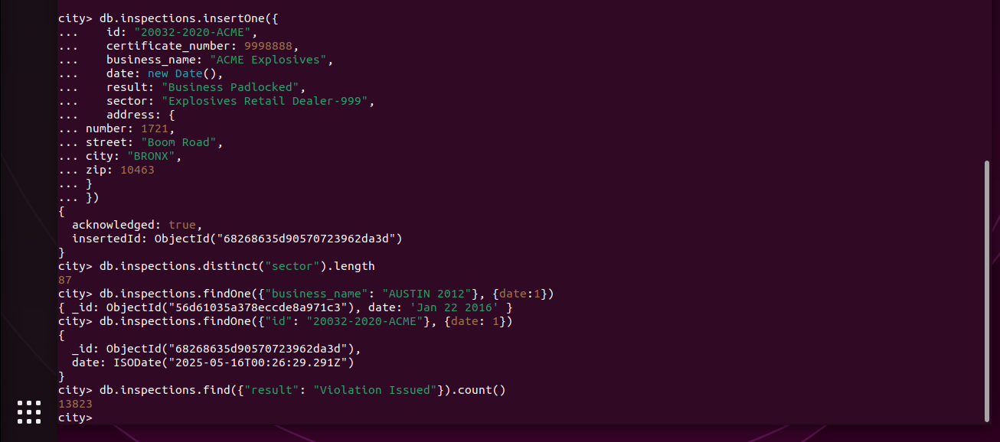 city> db.inspections.insertOne({
...    id: "20032-2020-ACME",
...    certificate_number: 9998888,
...    business_name: "ACME Explosives",
...    date: new Date(),
...    result: "Business Padlocked",
...    sector: "Explosives Retail Dealer-999",
...    address: {
... number: 1721,
... street: "Boom Road",
... city: "BRONX",
... zip: 10463
... }
... })
{
  acknowledged: true,
  insertedId: ObjectId("68268635d90570723962da3d")
}
city> db.inspections.distinct("sector").length
87
city> db.inspections.findOne({"business_name": "AUSTIN 2012"}, {date:1})
{ _id: ObjectId("56d61035a378eccde8a971c3"), date: 'Jan 22 2016' }
city> db.inspections.findOne({"id": "20032-2020-ACME"}, {date: 1})
{
  _id: ObjectId("68268635d90570723962da3d"),
  date: ISODate("2025-05-16T00:26:29.291Z")
}
city> db.inspections.find({"result": "Violation Issued"}).count()
13823
city>